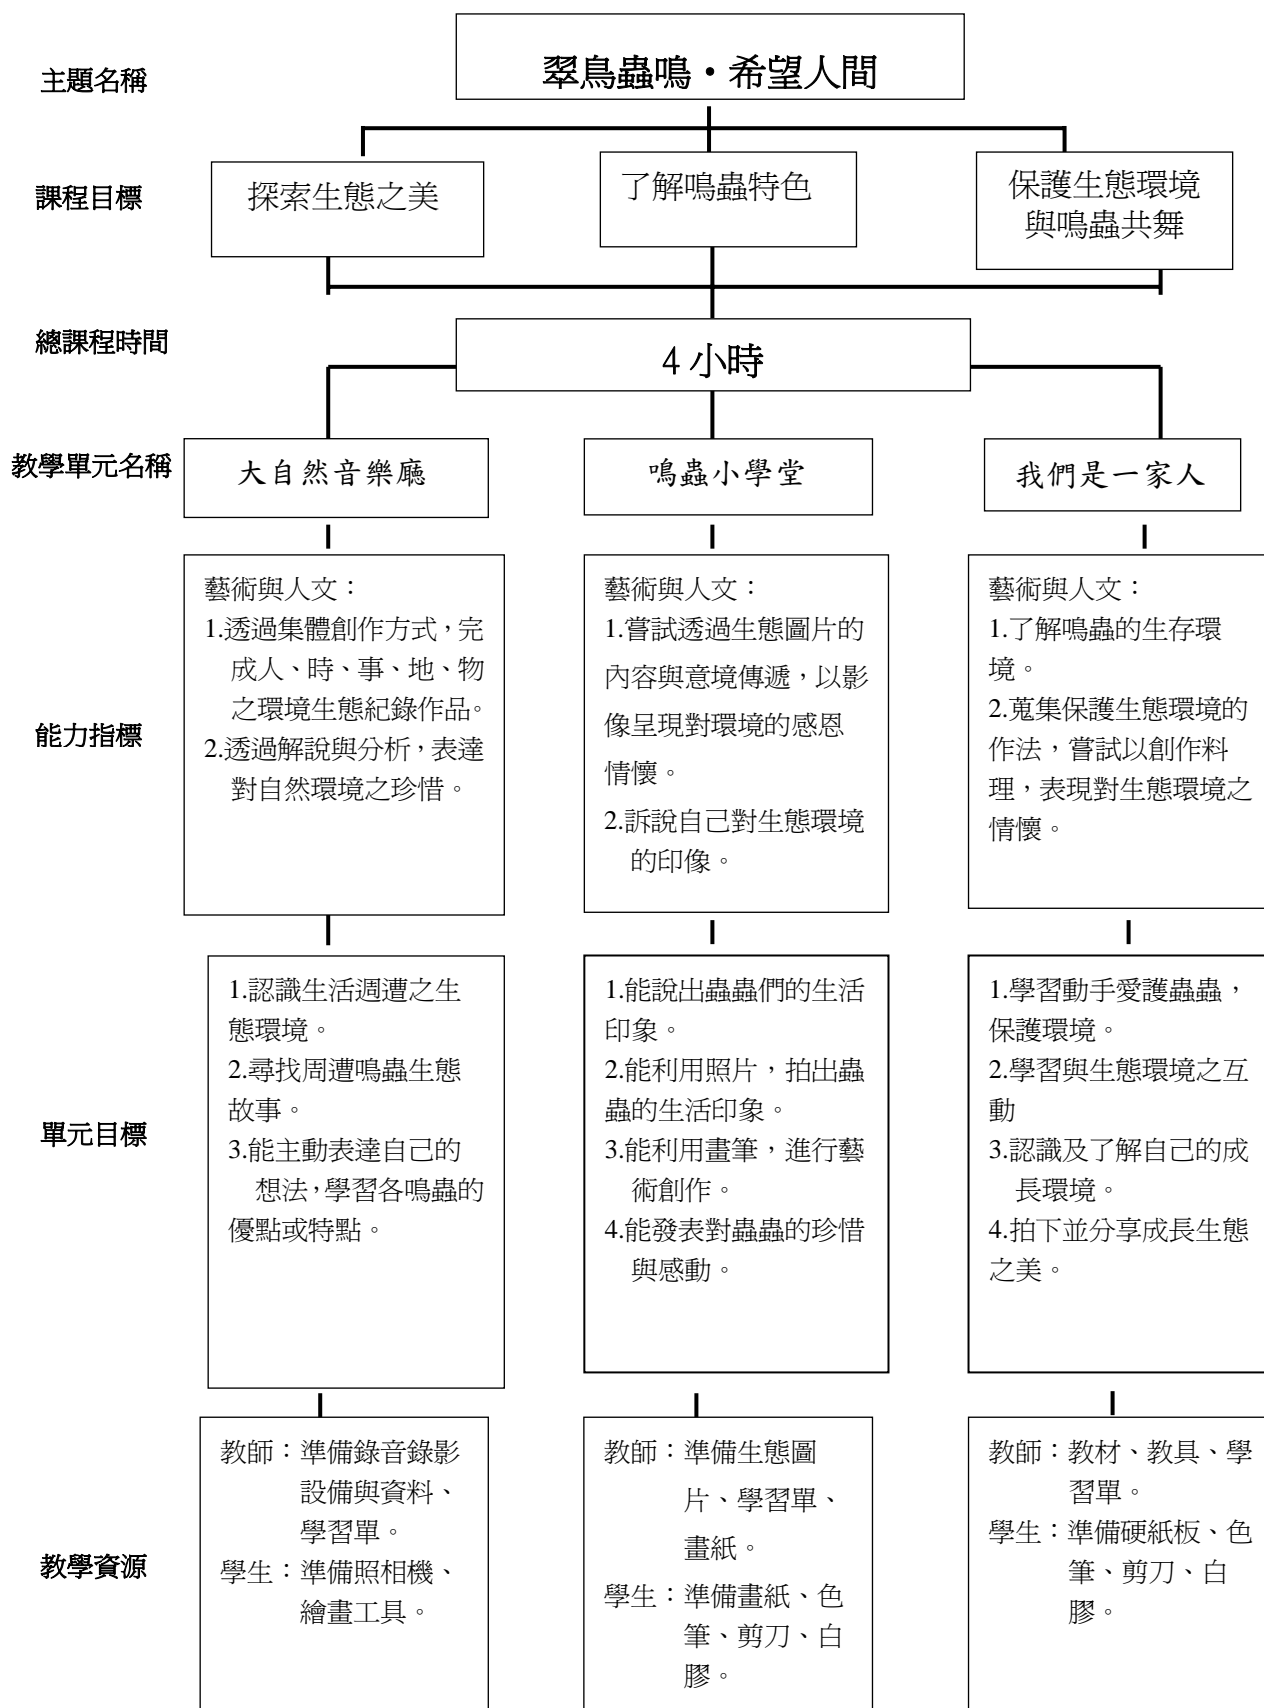 主題名稱
翠鳥蟲鳴‧希望人間
課程目標
探索生態之美
了解鳴蟲特色
保護生態環境
與鳴蟲共舞
總課程時間
4 小時
教學單元名稱
大自然音樂廳
鳴蟲小學堂
我們是一家人
能力指標
藝術與人文：
1.透過集體創作方式，完
成人、時、事、地、物
之環境生態紀錄作品。
2.透過解說與分析，表達
對自然環境之珍惜。
藝術與人文：
1.嘗試透過生態圖片的
內容與意境傳遞，以影
像呈現對環境的感恩
情懷。
2.訴說自己對生態環境
的印像。
藝術與人文：
1.了解鳴蟲的生存環
境。
2.蒐集保護生態環境的
作法，嘗試以創作料
理，表現對生態環境之
情懷。
單元目標
1.認識生活週遭之生
態環境。
2.尋找周遭鳴蟲生態
故事。
3.能主動表達自己的
想法，學習各鳴蟲的
優點或特點。
1.能說出蟲蟲們的生活
印象。
2.能利用照片，拍出蟲
蟲的生活印象。
3.能利用畫筆，進行藝
術創作。
4.能發表對蟲蟲的珍惜
與感動。
1.學習動手愛護蟲蟲，
保護環境。
2.學習與生態環境之互
動
3.認識及了解自己的成
長環境。
4.拍下並分享成長生態
之美。
教學資源
教師：準備錄音錄影
設備與資料、
學習單。
學生：準備照相機、
繪畫工具。
教師：準備生態圖
片、學習單、
畫紙。
學生：準備畫紙、色
筆、剪刀、白
膠。
教師：教材、教具、學
習單。
學生：準備硬紙板、色
筆、剪刀、白
膠。